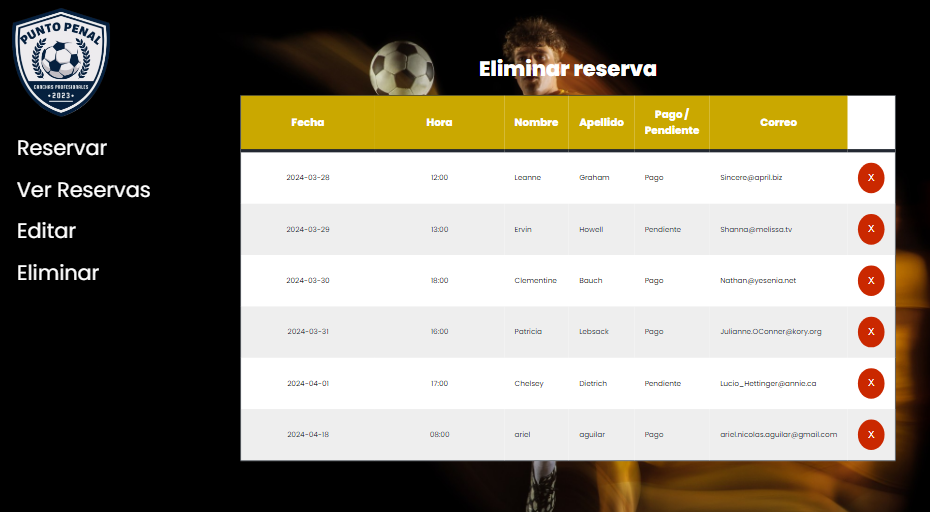 PUNTO PENAL
CANCHAS PROFESIONALES
• 2023 •
Reservar
Ver Reservas
Editar
Eliminar
Eliminar reserva
Fecha Hora Nombre Apellido Pago / Pendiente Correo
2024-03-28 12:00 Leanne Graham Pago Sincere@april.biz X
2024-03-29 13:00 Ervin Howell Pendiente Shanna@melissa.tv X
2024-03-30 18:00 Clementine Bauch Pago Nathan@yesenia.net X
2024-03-31 16:00 Patricia Lebsack Pago Julianne.OConner@kory.org X
2024-04-01 17:00 Chelsey Dietrich Pendiente Lucio_Hettinger@annie.ca X
2024-04-18 08:00 ariel aguilar Pago ariel.nicolas.aguilar@gmail.com X